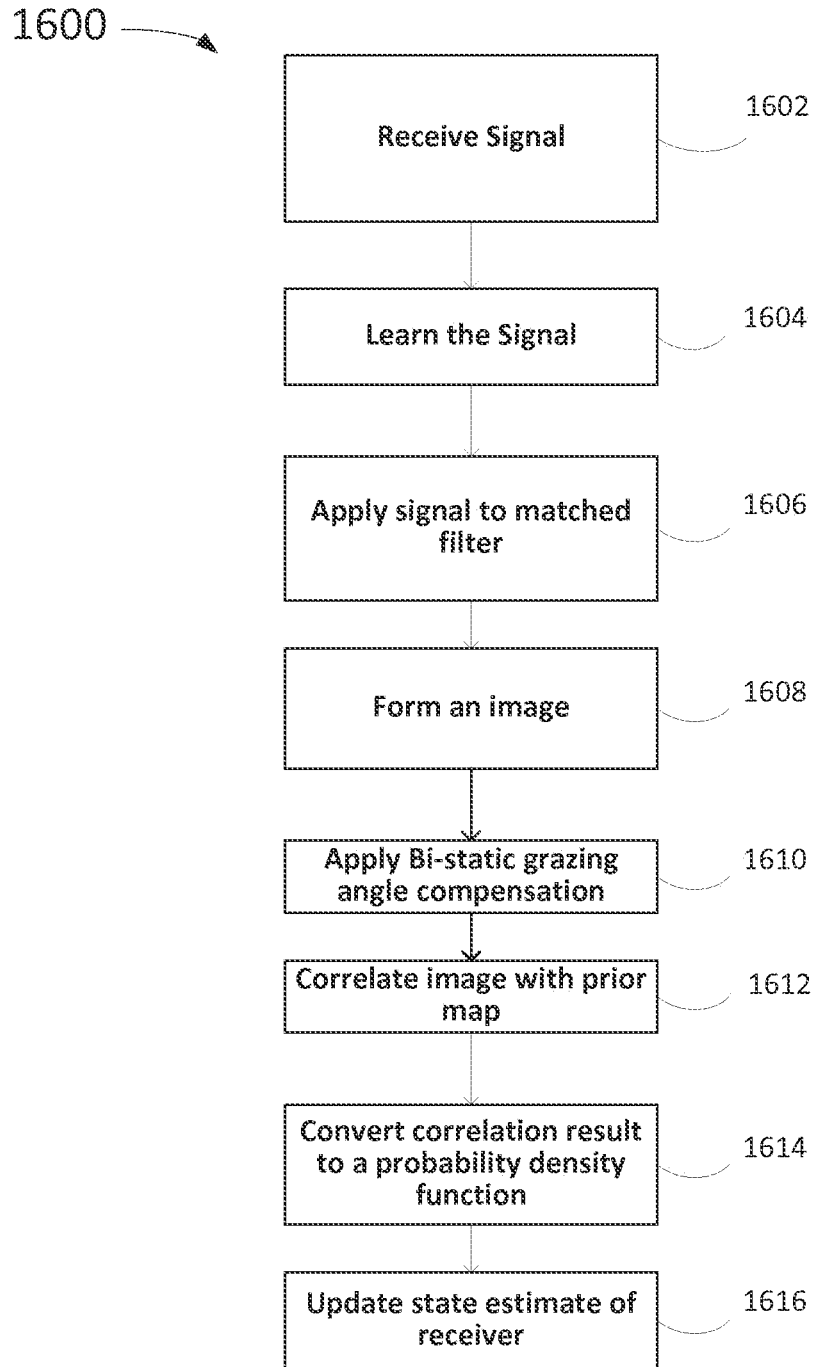 1600
Receive Signal
1602
Learn the Signal
1604
Apply signal to matched
filter
1606
Form an image
1608
Apply Bi-static grazing
angle compensation
1610
Correlate image with prior
map
1612
Convert correlation result
to a probability density
function
1614
Update state estimate of
receiver
1616